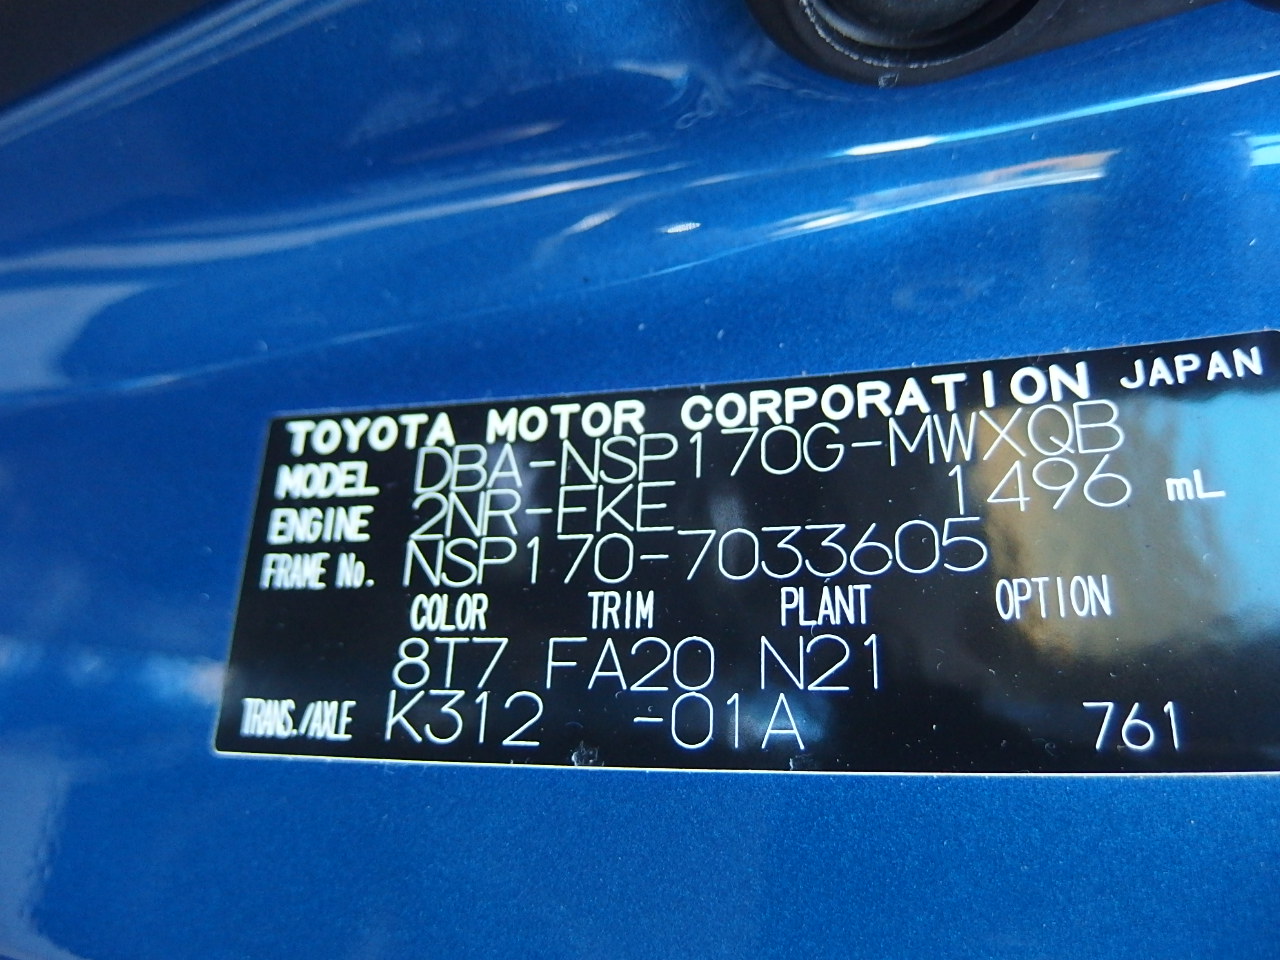 TOYOTA MOTOR CORPORATION JAPAN
MODEL DBA-NSP170G-MWXQB
ENGINE 2NR-FKE 1496 mL
FRAME No. NSP170-7033605
COLOR TRIM PLANT OPTION
8T7 FA20 N21
TRANS./AXLE K312 -01A 761